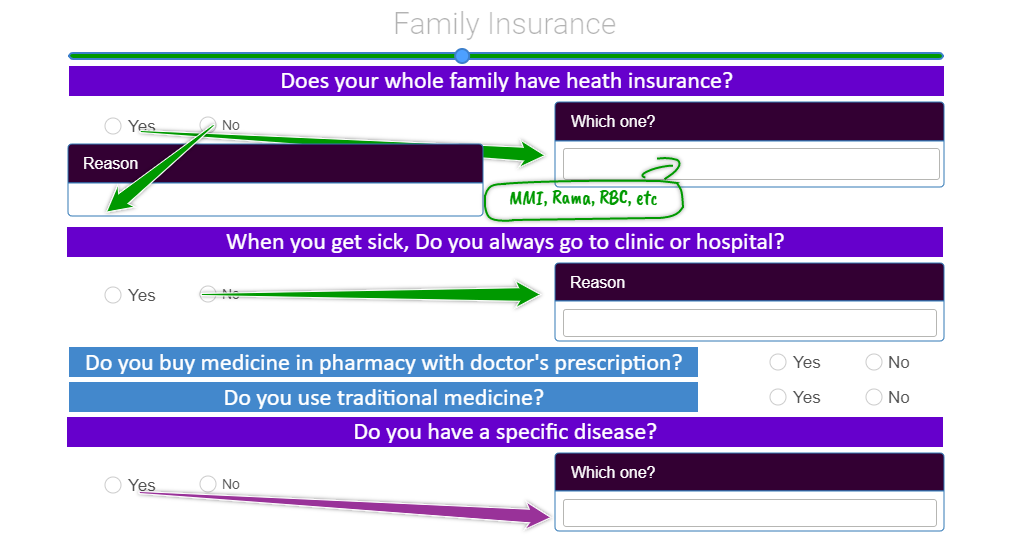 Family Insurance
Does your whole family have heath insurance?
Yes No
Which one?
Reason
MMI, Rama, RBC, etc
When you get sick, Do you always go to clinic or hospital?
Yes No
Reason
Do you buy medicine in pharmacy with doctor's prescription? Yes No
Do you use traditional medicine? Yes No
Do you have a specific disease?
Yes No
Which one?